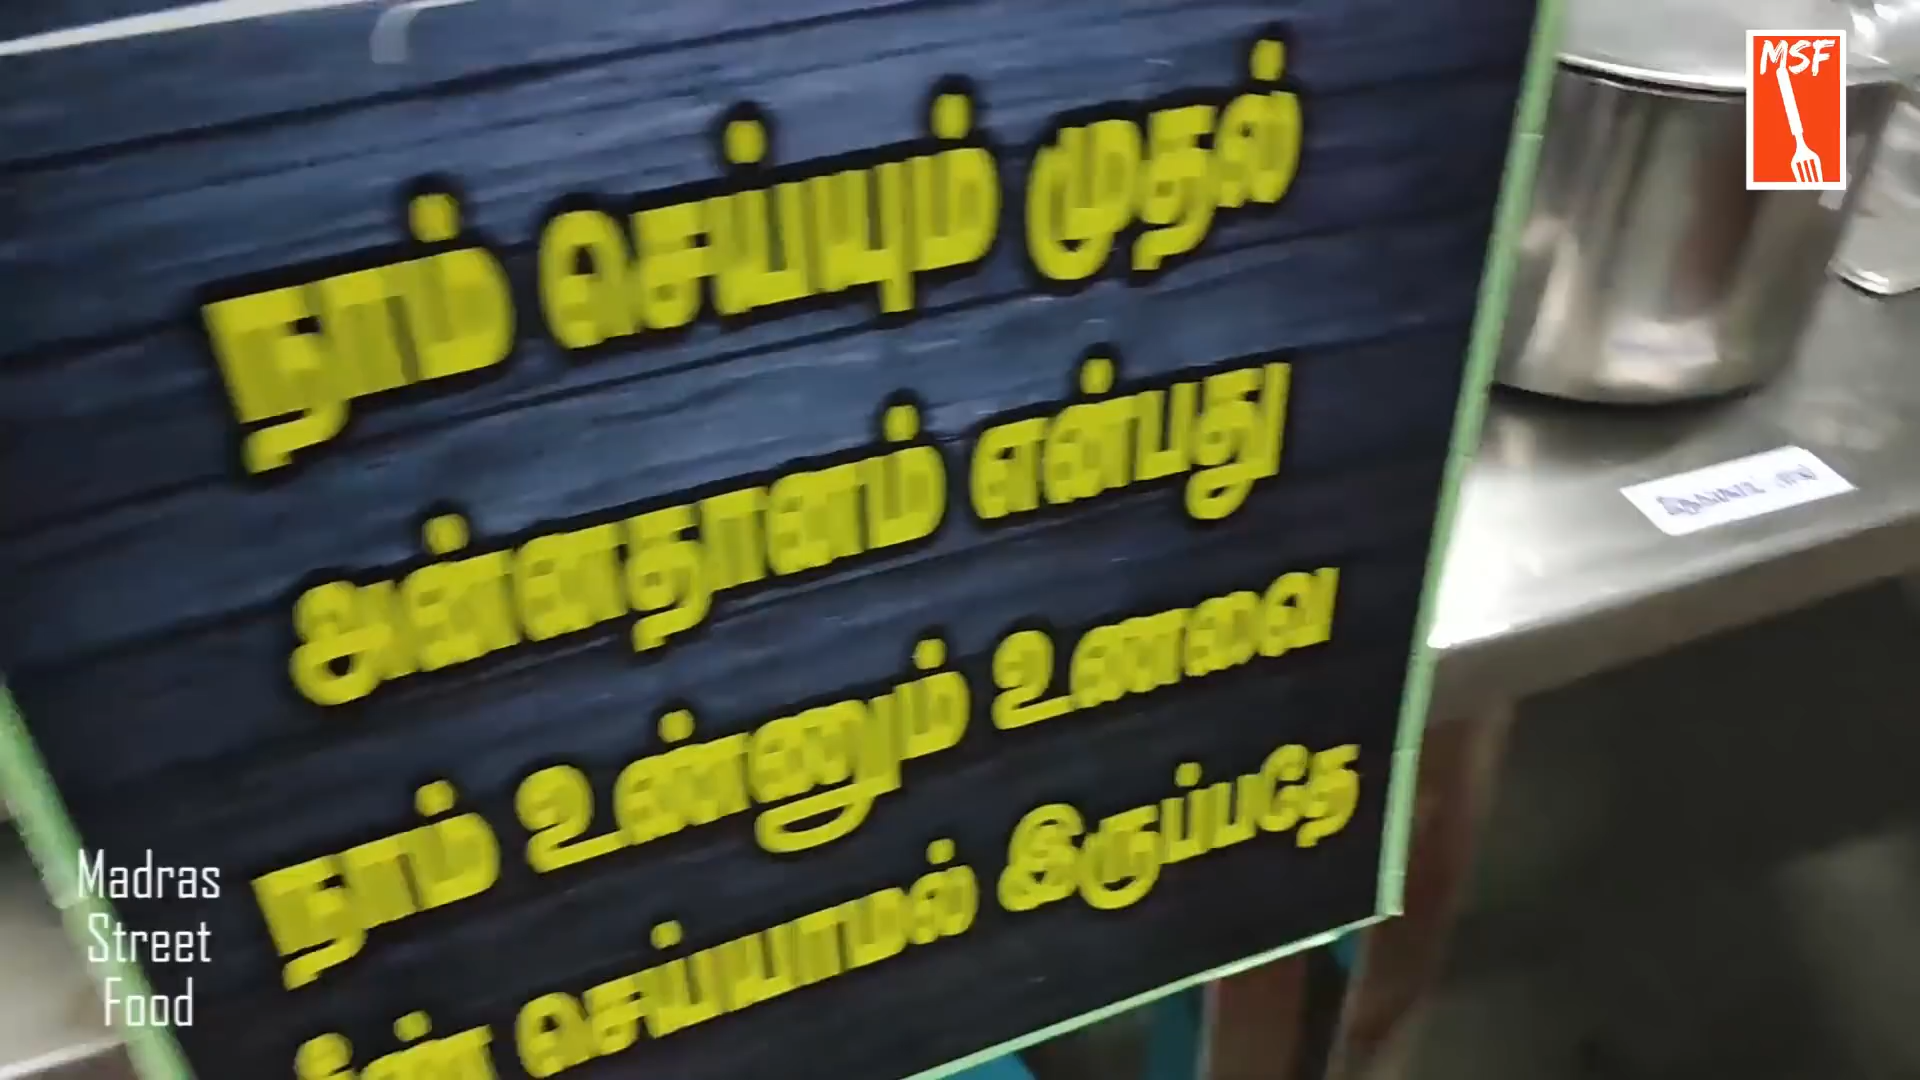 MSF
நாம் செய்யும் முதல்
அன்னதானம் என்பது
நாம் உண்ணும் உணவை
செய்யாமல் இருப்பதே
Madras
Street
Food